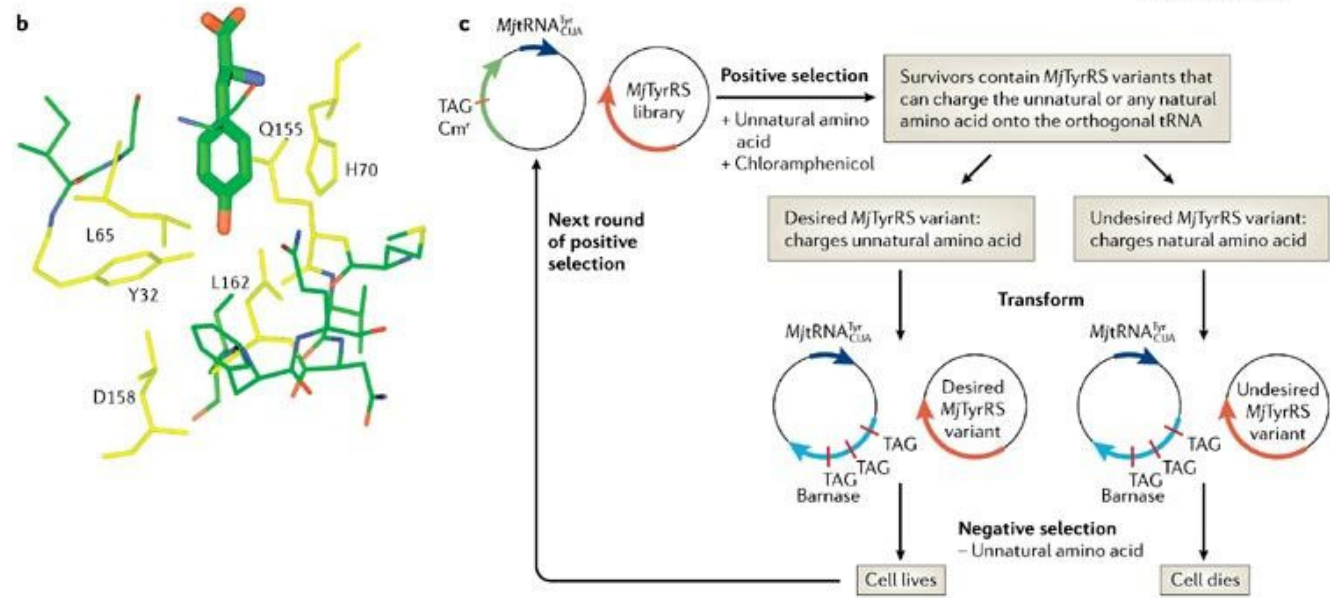 b
Q155
H70
L65
Y32
L162
D158
c
MjtRNA^Tyr_CUA
TAG
Cm^r
MjTyrRS
library
Positive selection
+ Unnatural amino
acid
+ Chloramphenicol
Survivors contain MjTyrRS variants that
can charge the unnatural or any natural
amino acid onto the orthogonal tRNA
Next round
of positive
selection
Desired MjTyrRS variant:
charges unnatural amino acid
Undesired MjTyrRS variant:
charges natural amino acid
Transform
MjtRNA^Tyr_CUA
Desired
MjTyrRS
variant
TAG
TAG
TAG
Barnase
MjtRNA^Tyr_CUA
Undesired
MjTyrRS
variant
TAG
TAG
TAG
Barnase
Negative selection
– Unnatural amino acid
Cell lives
Cell dies